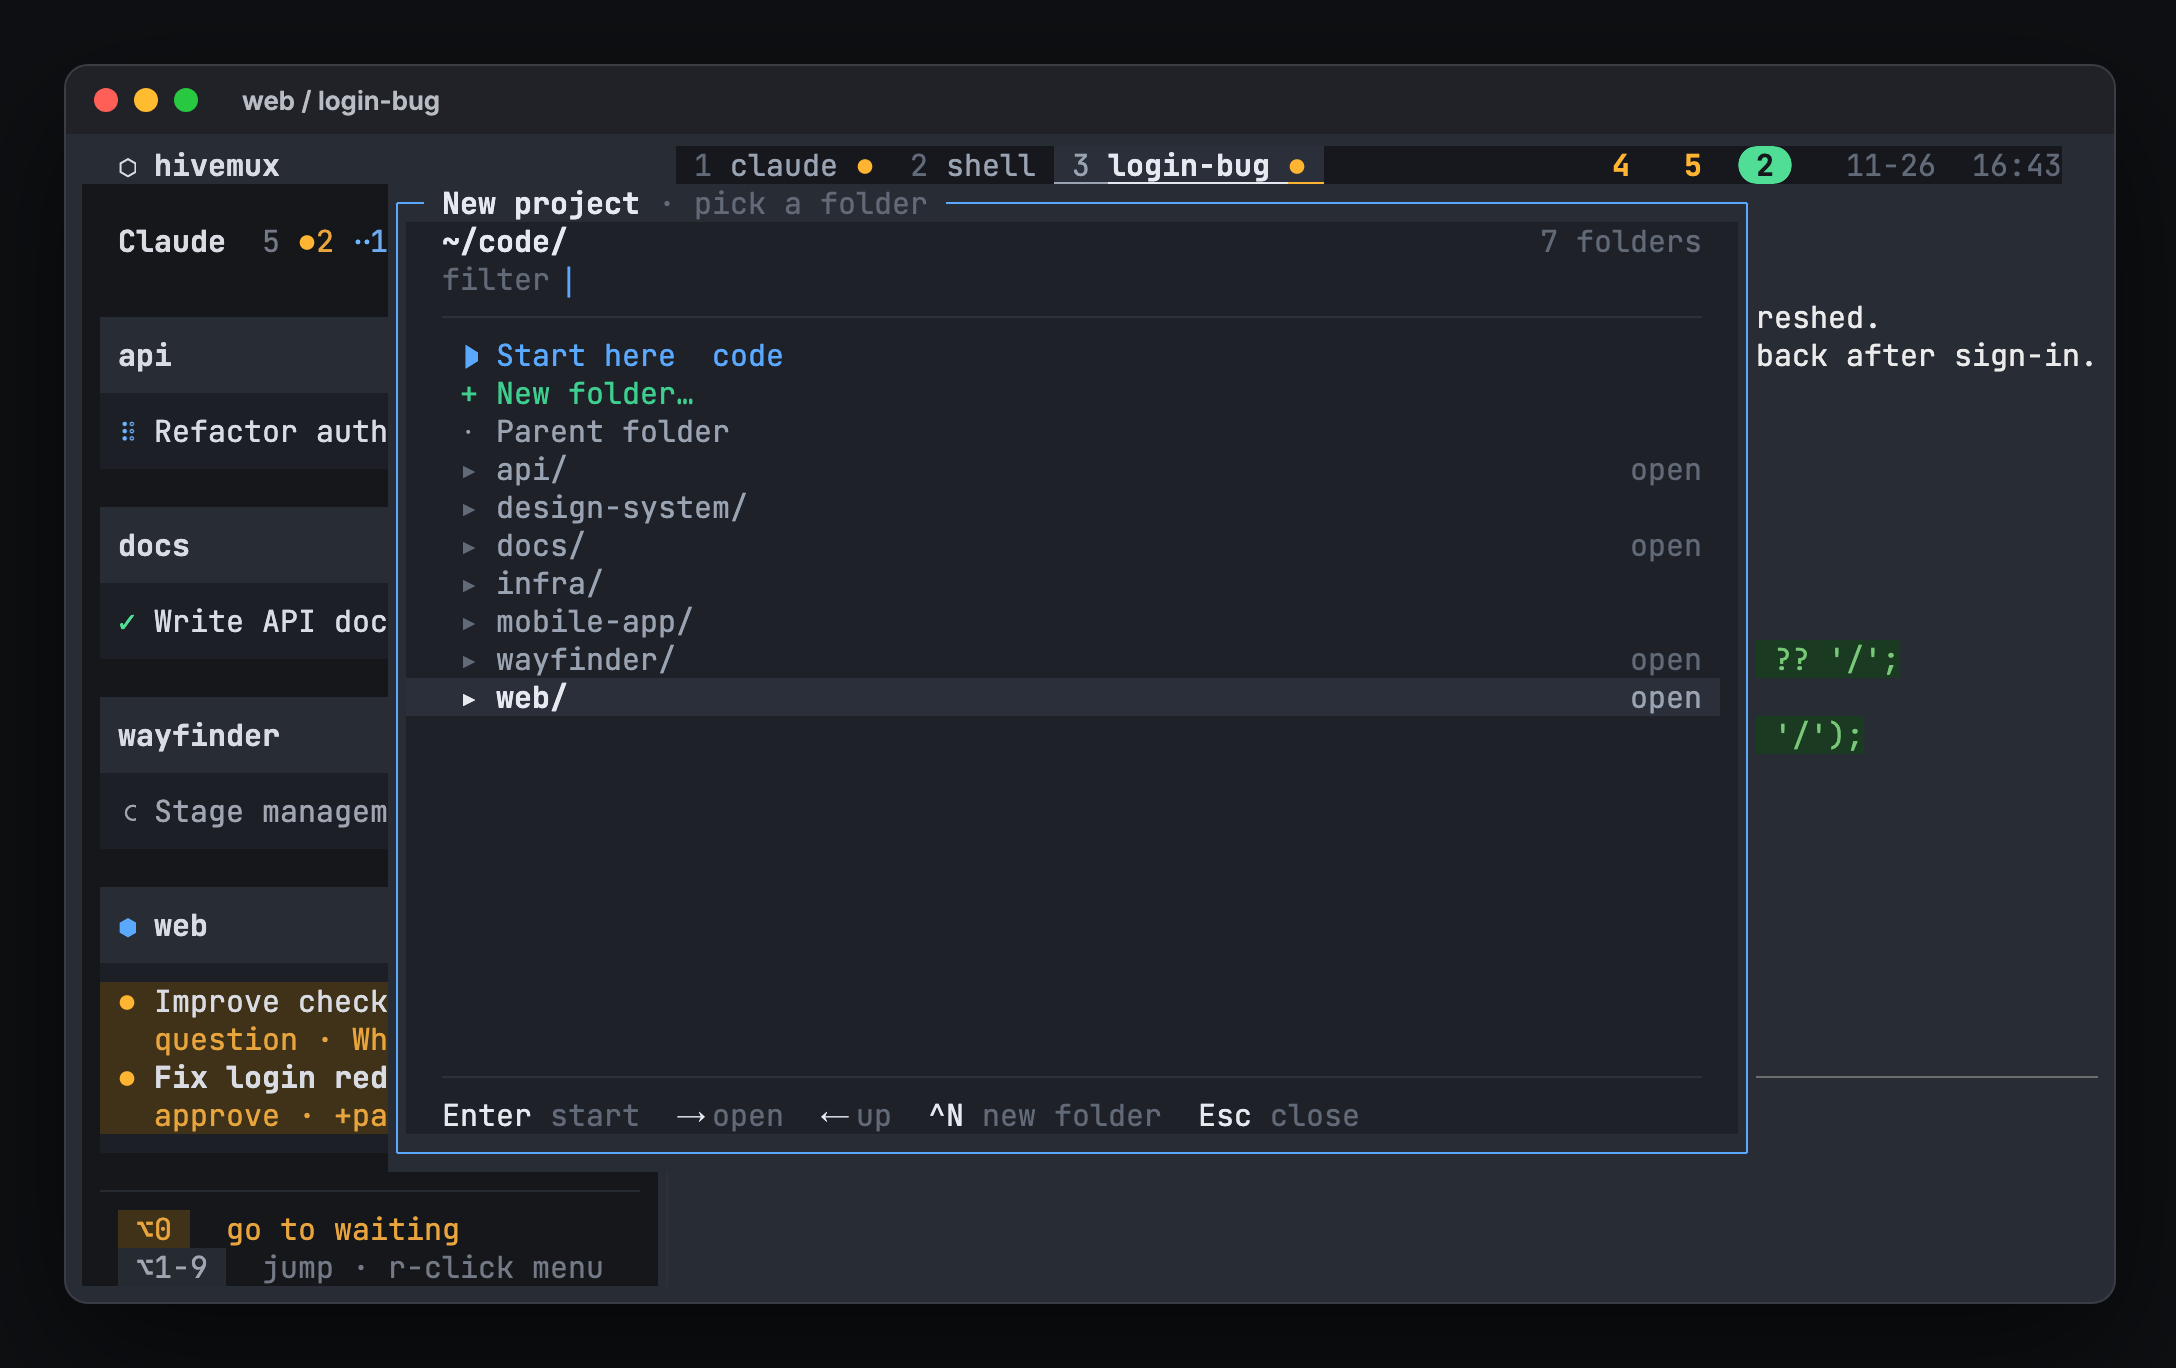 web / login-bug
hivemux
1 claude ● 2 shell 3 login-bug ● 4 5 2 11-26 16:43
New project · pick a folder
Claude 5 ●2 ··1
~/code/ 7 folders
filter
reshed.
api
Start here code
back after sign-in.
+ New folder…
Refactor auth
· Parent folder
▸ api/ open
▸ design-system/
docs
▸ docs/ open
▸ infra/
✓ Write API doc
▸ mobile-app/
▸ wayfinder/ open
?? '/';
▸ web/ open
wayfinder
'/');
Stage managem
web
● Improve check
question · Wh
● Fix login red
approve · +pa
Enter start → open ← up ^N new folder Esc close
⌥0 go to waiting
⌥1-9 jump · r-click menu